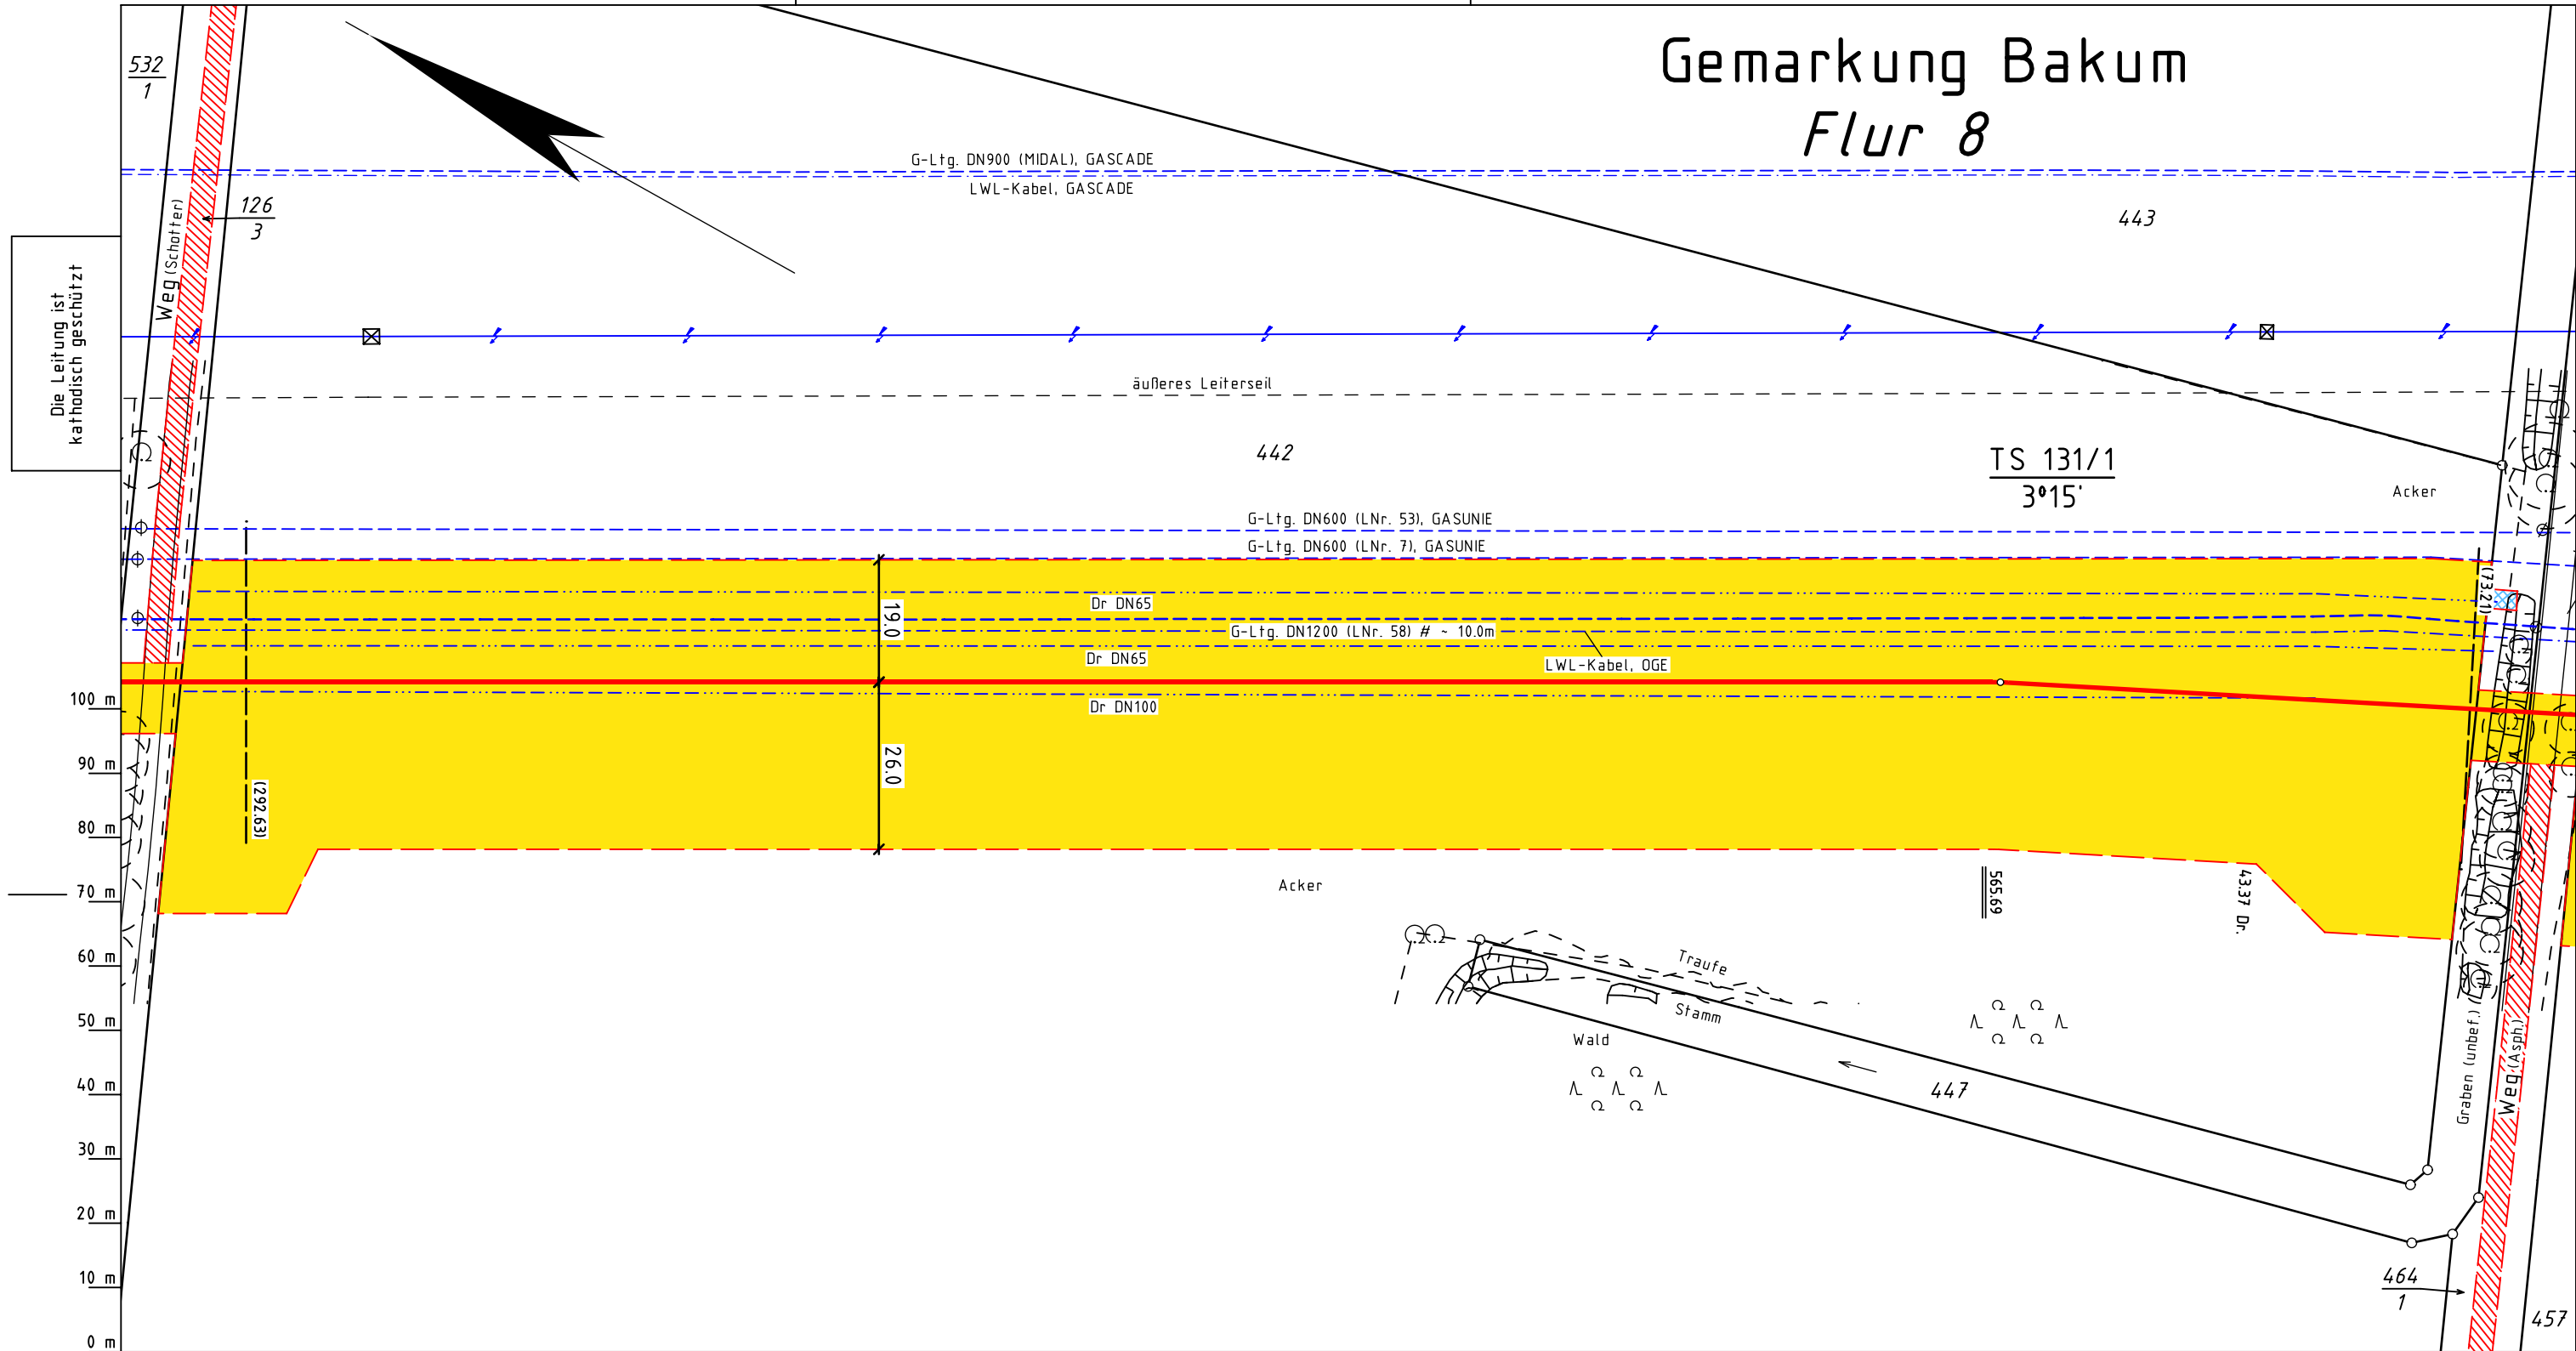 Gemarkung Bakum
Flur 8
532
1
G-Ltg. DN900 (MIDAL), GASCADE
LWL-Kabel, GASCADE
126
3
443
Weg (Schotter)
Die Leitung ist
kathodisch geschützt
äußeres Leiterseil
442
TS 131/1
3°15'
Acker
G-Ltg. DN600 (LNr. 53), GASUNIE
G-Ltg. DN600 (LNr. 7), GASUNIE
(73.21)
Dr DN65
19.0
G-Ltg. DN1200 (LNr. 58) # ~ 10.0m
Dr DN65
LWL-Kabel, OGE
100 m
Dr DN100
90 m
26.0
(292.63)
80 m
Acker
70 m
565.69
43.37 Dr.
60 m
Traufe
50 m
Stamm
Wald
40 m
447
Graben (unbef.)
Weg (Asph.)
30 m
20 m
10 m
464
1
457
0 m